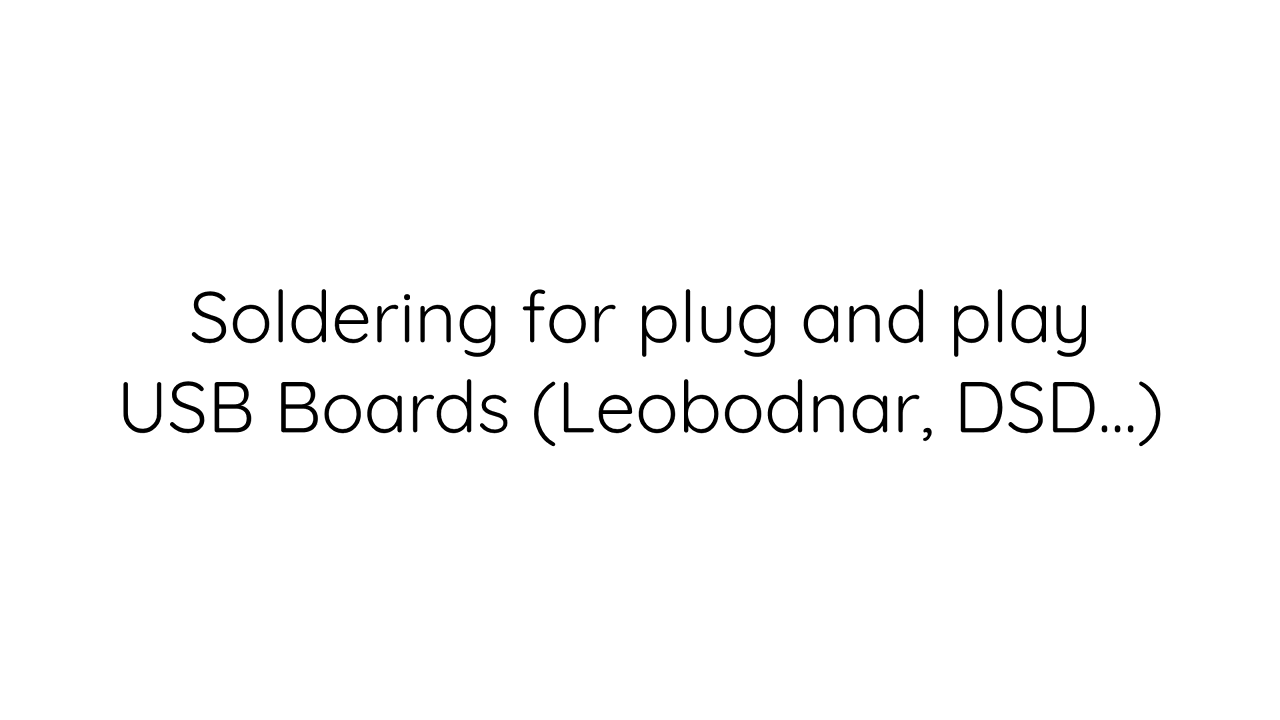 Soldering for plug and play
USB Boards (Leobodnar, DSD...)